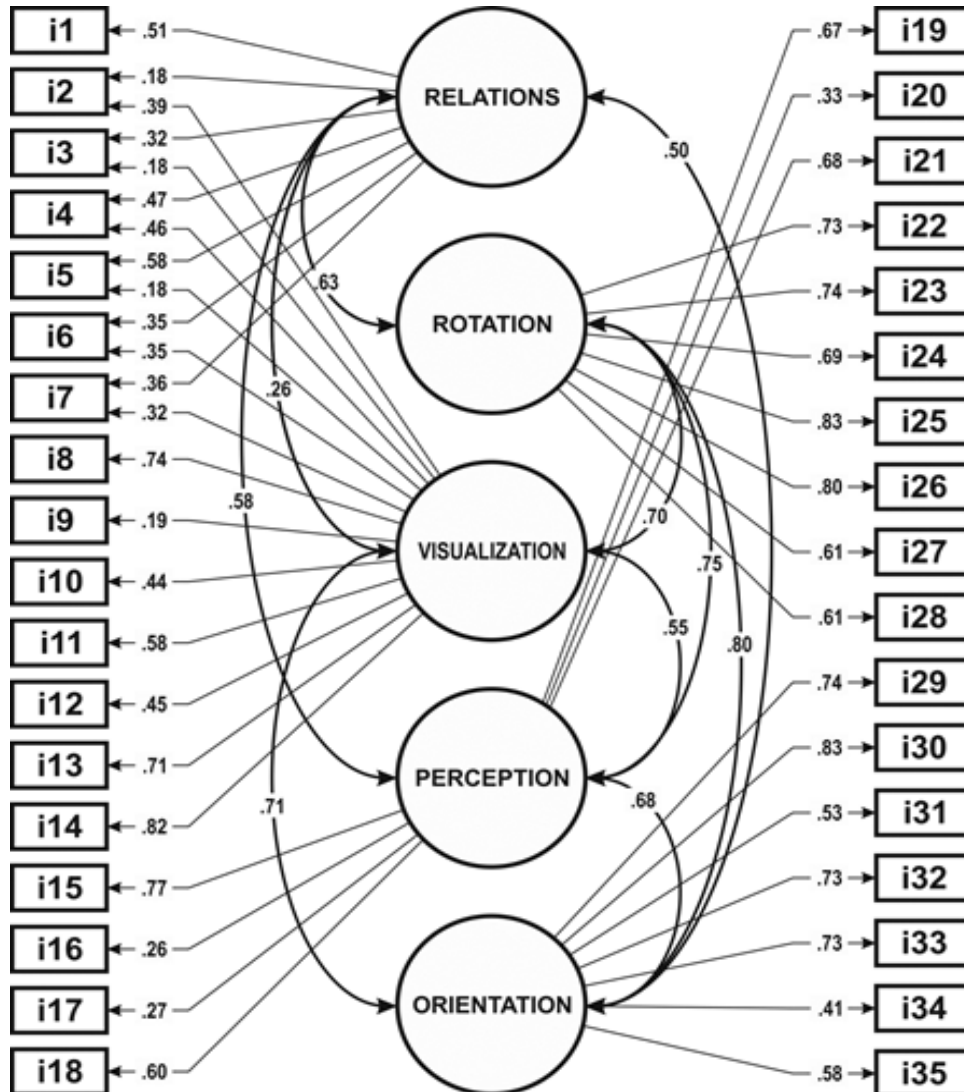 i1
.51
i2
.18
.39
i3
.32
.18
i4
.47
.46
i5
.58
.18
i6
.35
.35
i7
.36
.32
i8
.74
i9
.19
i10
.44
i11
.58
i12
.45
i13
.71
i14
.82
i15
.77
i16
.26
i17
.27
i18
.60
RELATIONS
ROTATION
VISUALIZATION
PERCEPTION
ORIENTATION
.63
.26
.58
.71
.50
.70
.75
.55
.80
.68
.67
i19
.33
i20
.68
i21
.73
i22
.74
i23
.69
i24
.83
i25
.80
i26
.61
i27
.61
i28
.74
i29
.83
i30
.53
i31
.73
i32
.73
i33
.41
i34
.58
i35